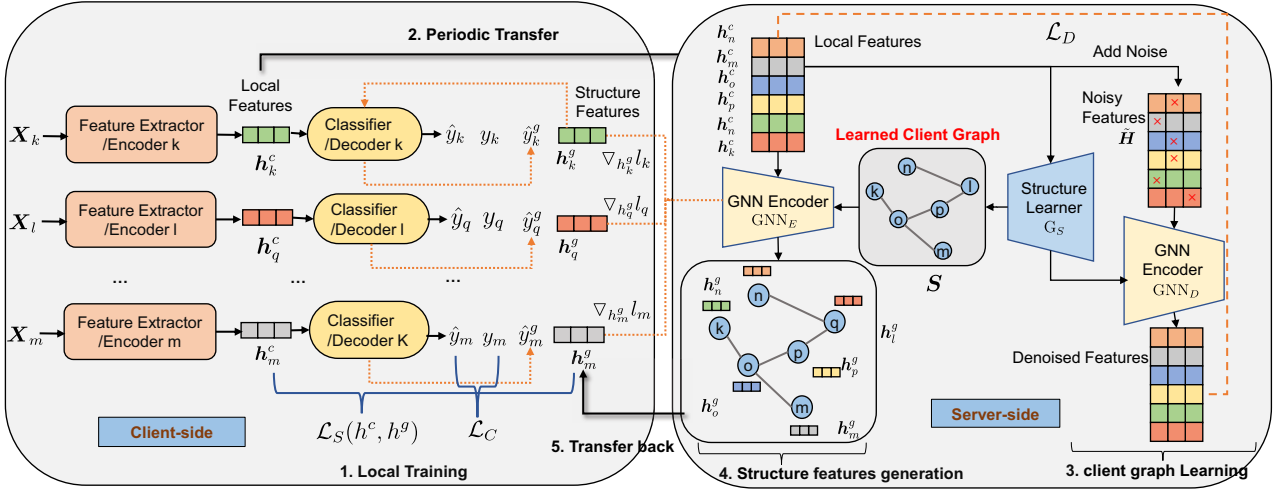 2. Periodic Transfer
Local
Features
Structure
Features
X_k
Feature Extractor
/Encoder k
h_k^c
Classifier
/Decoder k
ŷ_k y_k ŷ_k^g
h_k^g
∇_{h_k^g} l_k
X_l
Feature Extractor
/Encoder l
h_q^c
Classifier
/Decoder l
ŷ_q y_q ŷ_q^g
h_q^g
∇_{h_q^g} l_q
... ... ...
X_m
Feature Extractor
/Encoder m
h_m^c
Classifier
/Decoder K
ŷ_m y_m ŷ_m^g
h_m^g
∇_{h_m^g} l_m
Client-side
L_S(h^c, h^g)
L_C
1. Local Training
5. Transfer back
h_n^c
h_m^c
h_o^c
h_p^c
h_n^c
h_k^c
Local Features
L_D
Add Noise
Noisy
Features
H̃
Learned Client Graph
n
k
l
o
p
m
S
GNN Encoder
GNN_E
Structure
Learner
G_S
GNN
Encoder
GNN_D
h_n^g
n
k
q
h_l^g
p
o
h_p^g
h_o^g
m
h_m^g
Denoised Features
Server-side
4. Structure features generation
3. client graph Learning